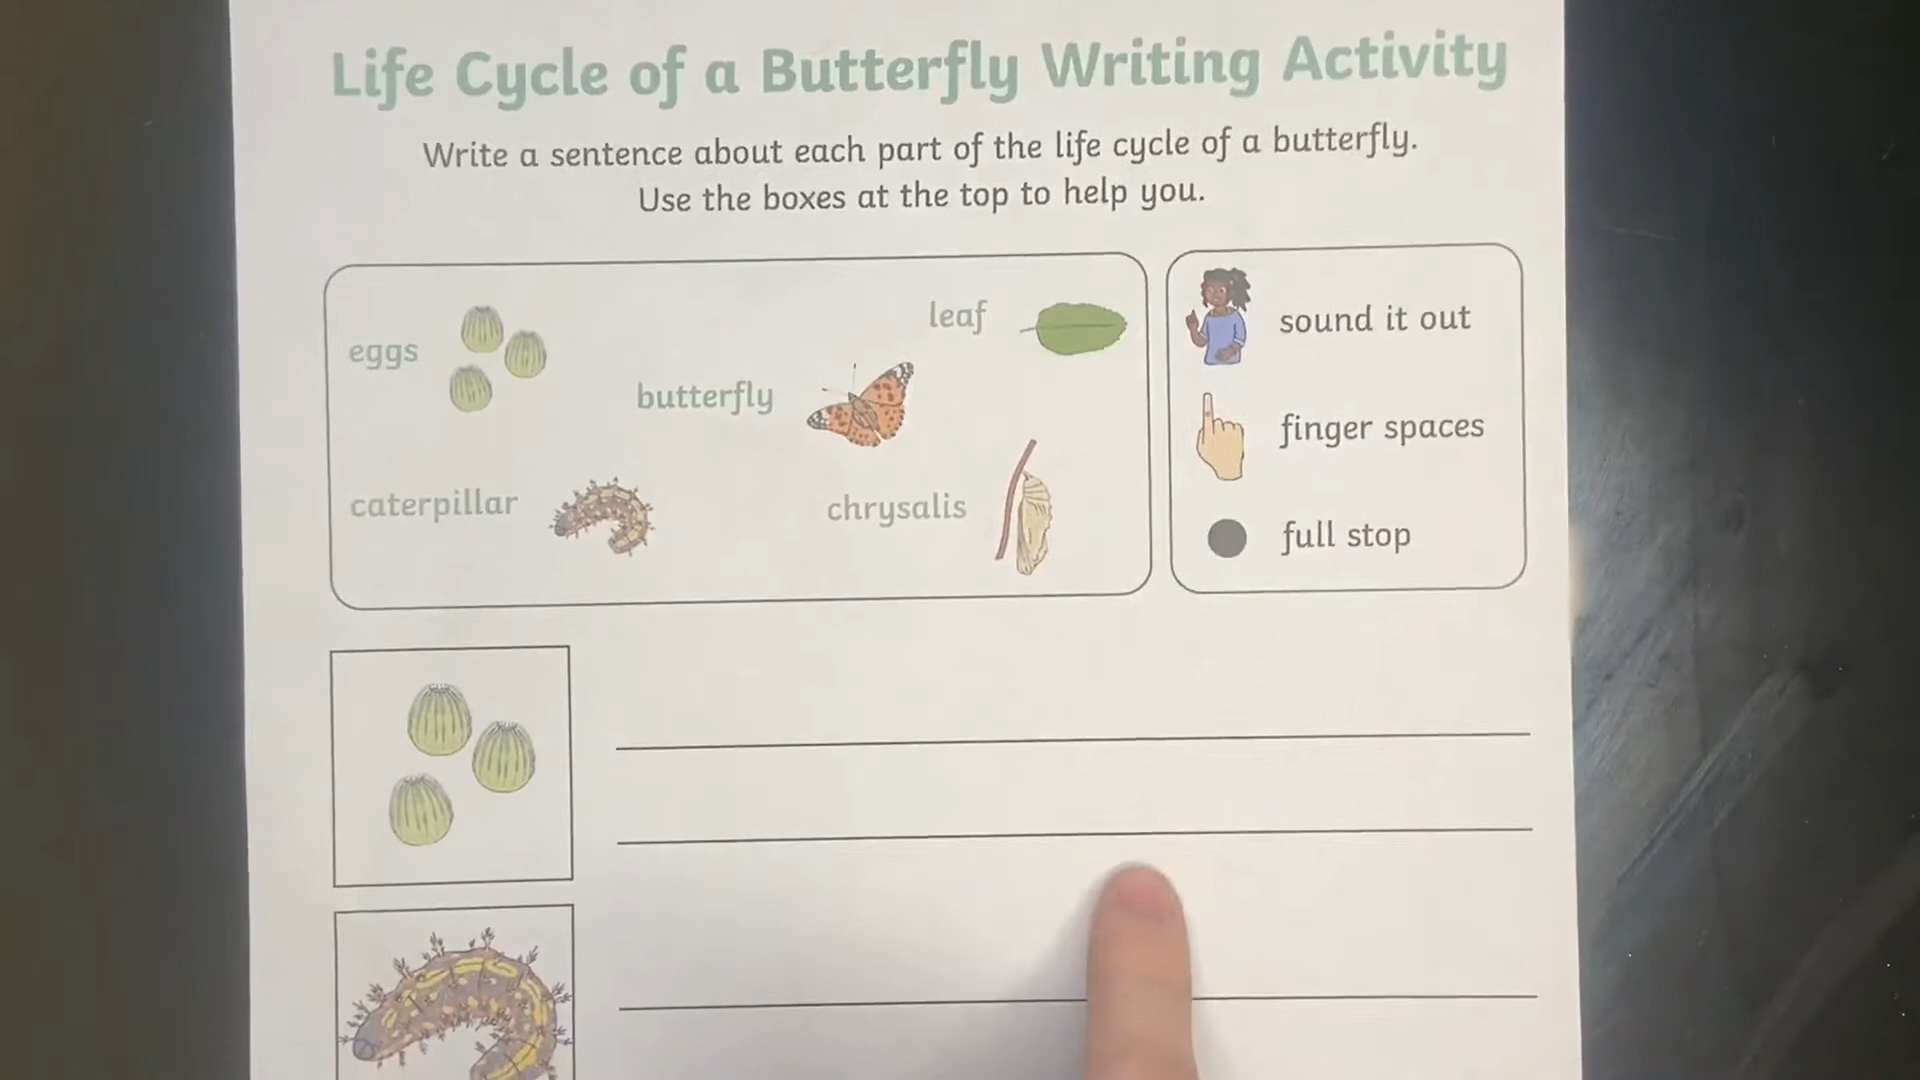 Life Cycle of a Butterfly Writing Activity
Write a sentence about each part of the life cycle of a butterfly.
Use the boxes at the top to help you.
eggs
leaf
butterfly
caterpillar
chrysalis
sound it out
finger spaces
full stop